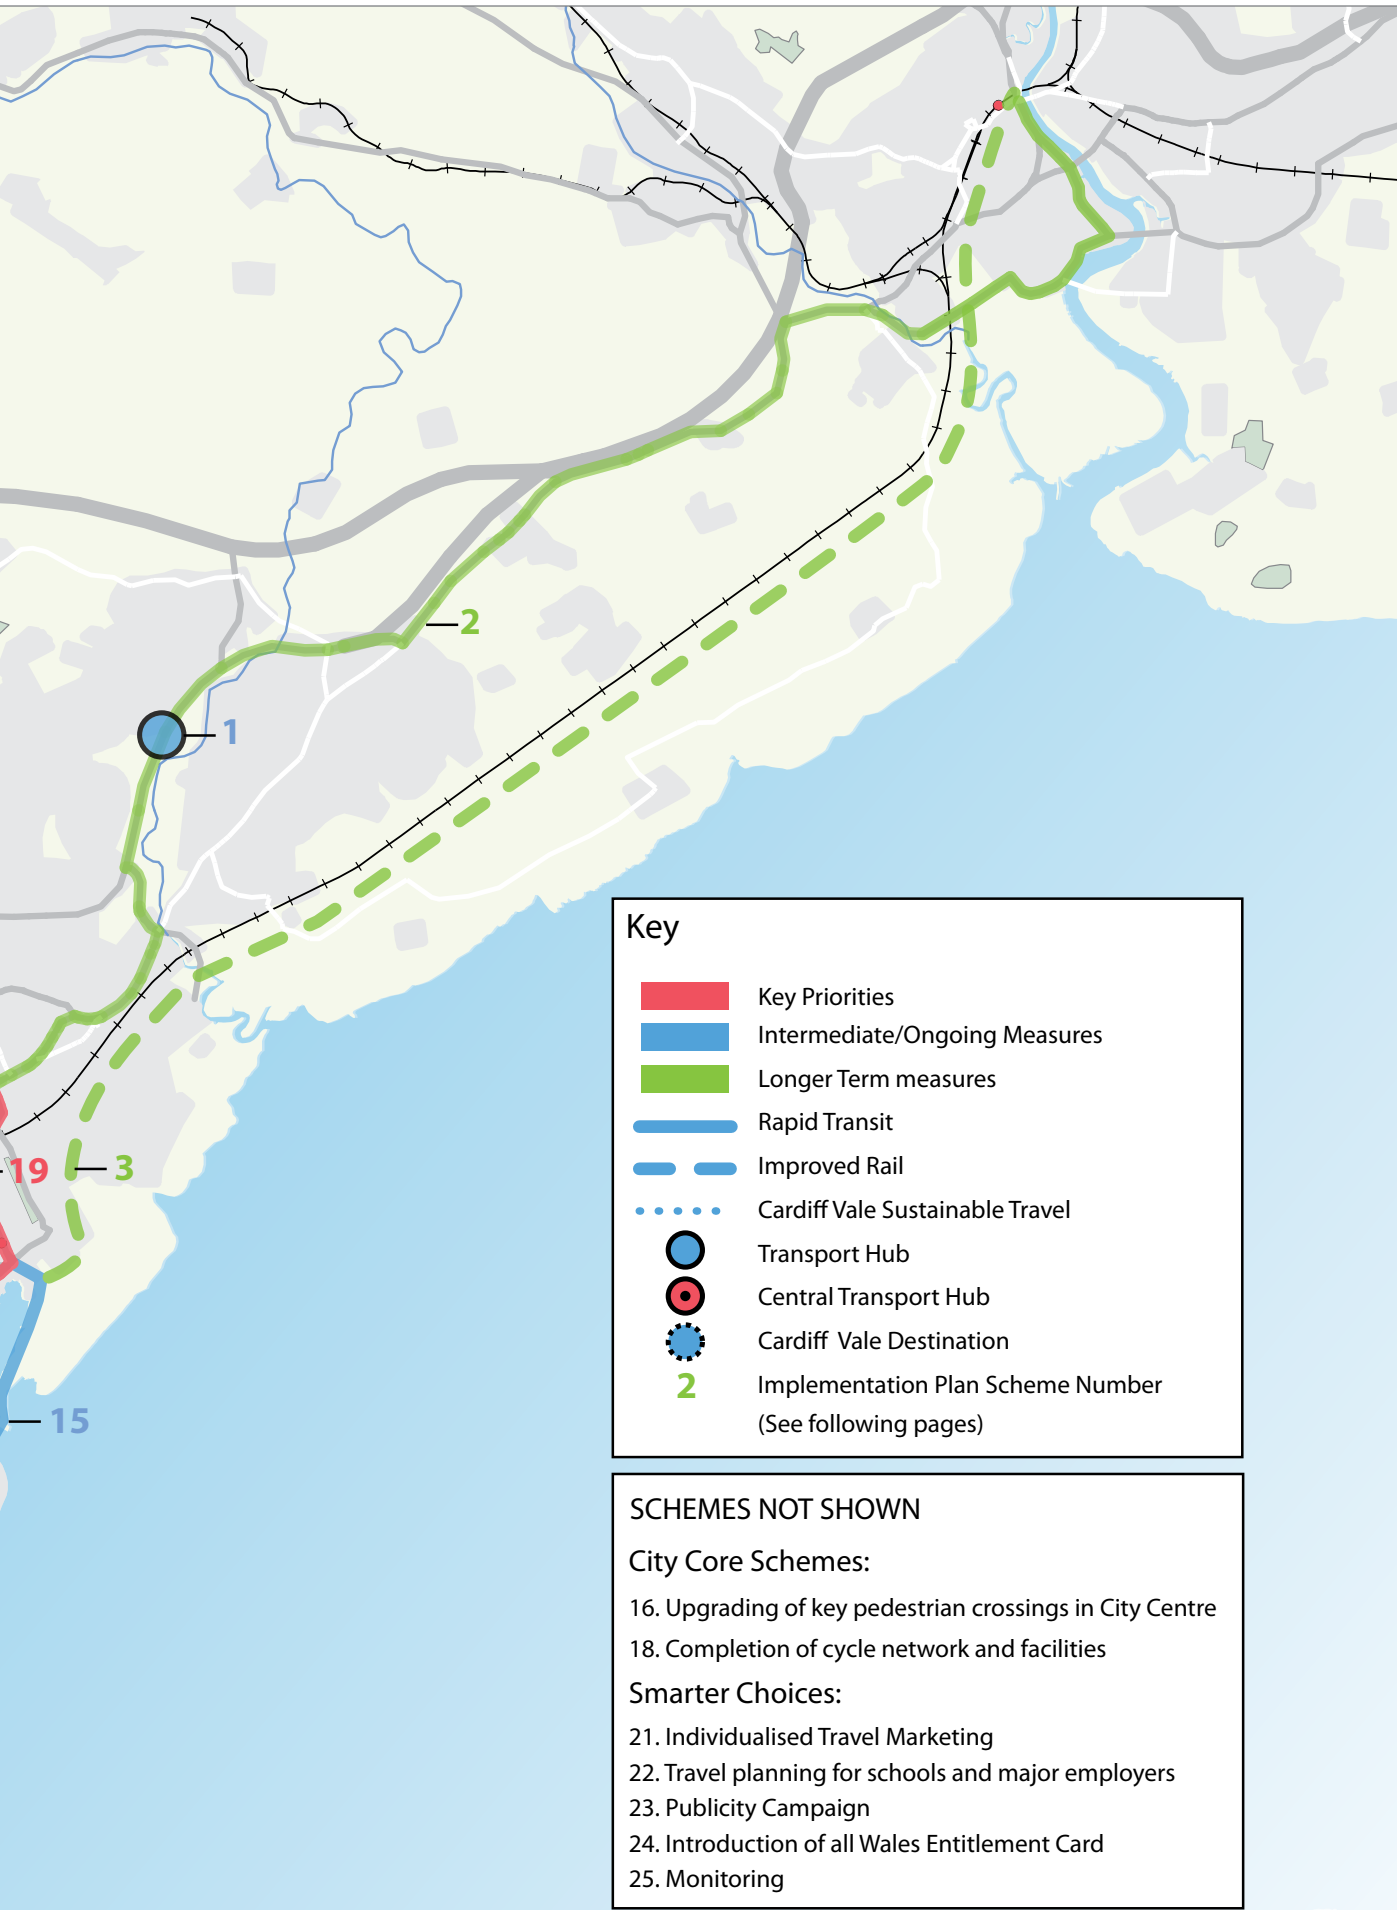 2
1
19
3
15
Key
Key Priorities
Intermediate/Ongoing Measures
Longer Term measures
Rapid Transit
Improved Rail
Cardiff Vale Sustainable Travel
Transport Hub
Central Transport Hub
Cardiff Vale Destination
2 Implementation Plan Scheme Number
(See following pages)
SCHEMES NOT SHOWN
City Core Schemes:
16. Upgrading of key pedestrian crossings in City Centre
18. Completion of cycle network and facilities
Smarter Choices:
21. Individualised Travel Marketing
22. Travel planning for schools and major employers
23. Publicity Campaign
24. Introduction of all Wales Entitlement Card
25. Monitoring